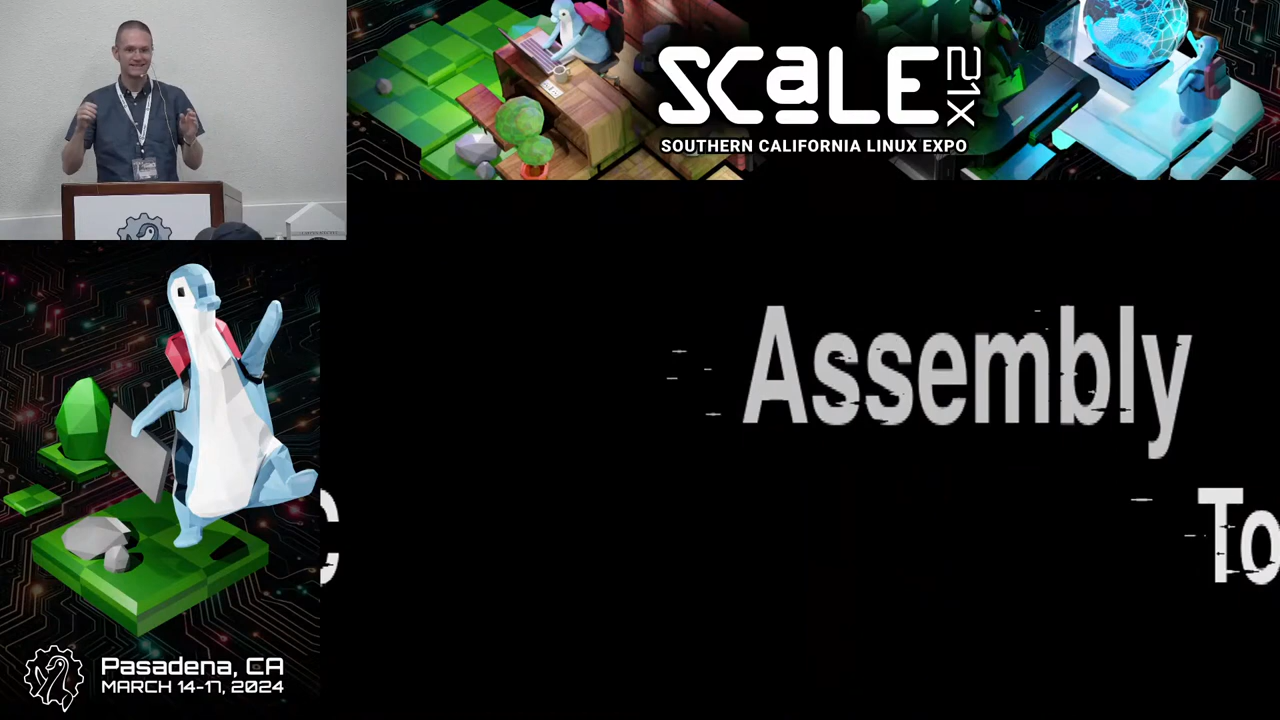 SCaLE 21x
SOUTHERN CALIFORNIA LINUX EXPO
Assembly
C
To
Pasadena, CA
MARCH 14-17, 2024